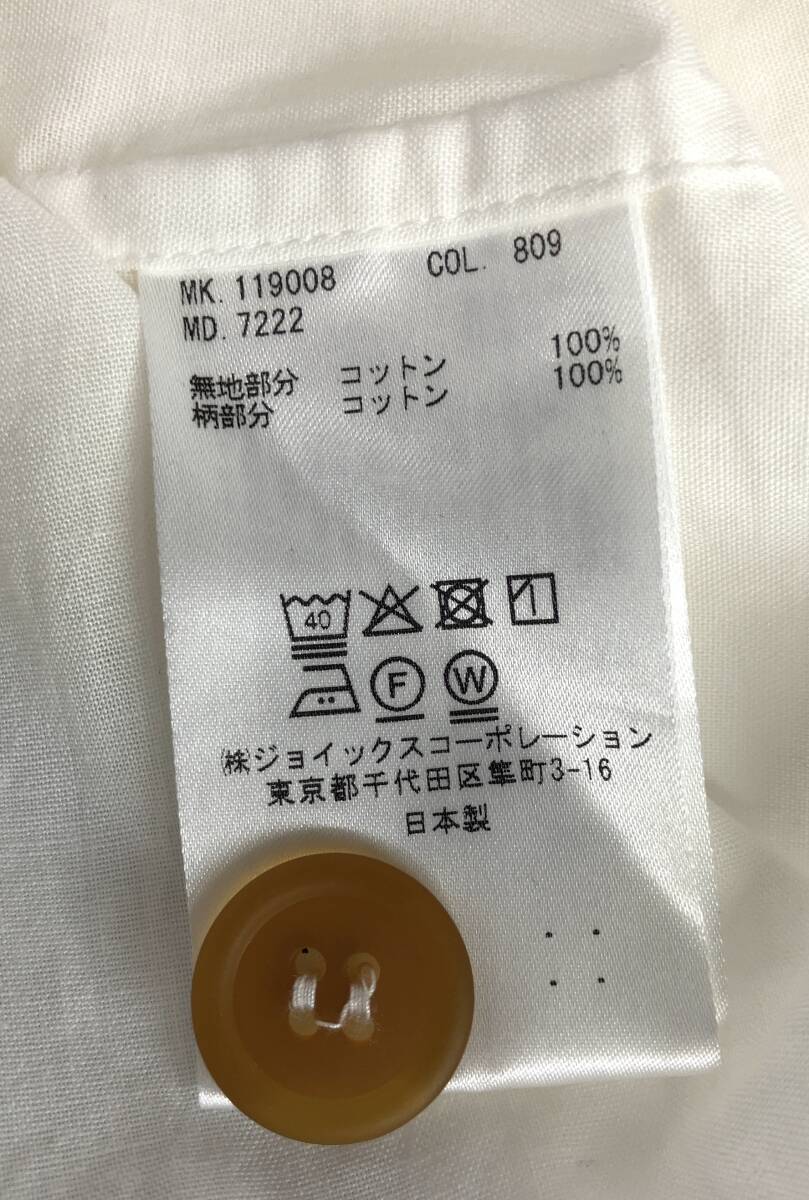 MK. 119008 COL. 809
MD. 7222
無地部分 コットン 100%
柄部分 コットン 100%
40
F W
㈱ジョイックスコーポレーション
東京都千代田区隼町3-16
日本製